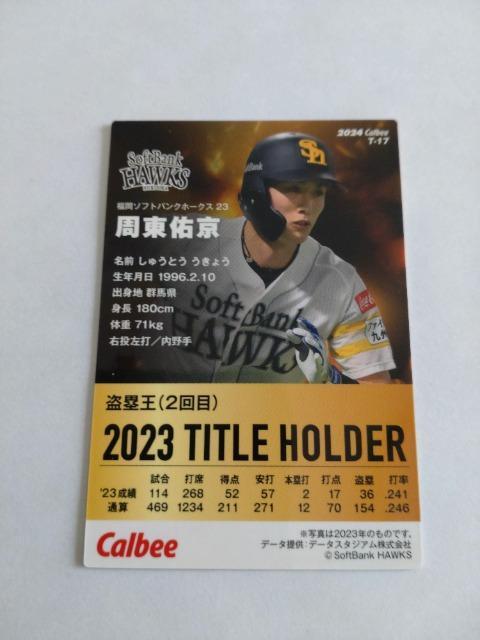 2024 Calbee
T-17
SoftBank
HAWKS
福岡ソフトバンクホークス 23
周東佑京
名前 しゅうとう うきょう
生年月日 1996.2.10
出身地 群馬県
身長 180cm
体重 71kg
右投左打／内野手
SH
SoftBank
SoftBank
HAWKS
ファイ
九州
盗塁王(2回目)
2023 TITLE HOLDER
試合 打席 得点 安打 本塁打 打点 盗塁 打率
'23成績 114 268 52 57 2 17 36 .241
通算 469 1234 211 271 12 70 154 .246
Calbee
※写真は2023年のものです。
データ提供：データスタジアム株式会社
© SoftBank HAWKS